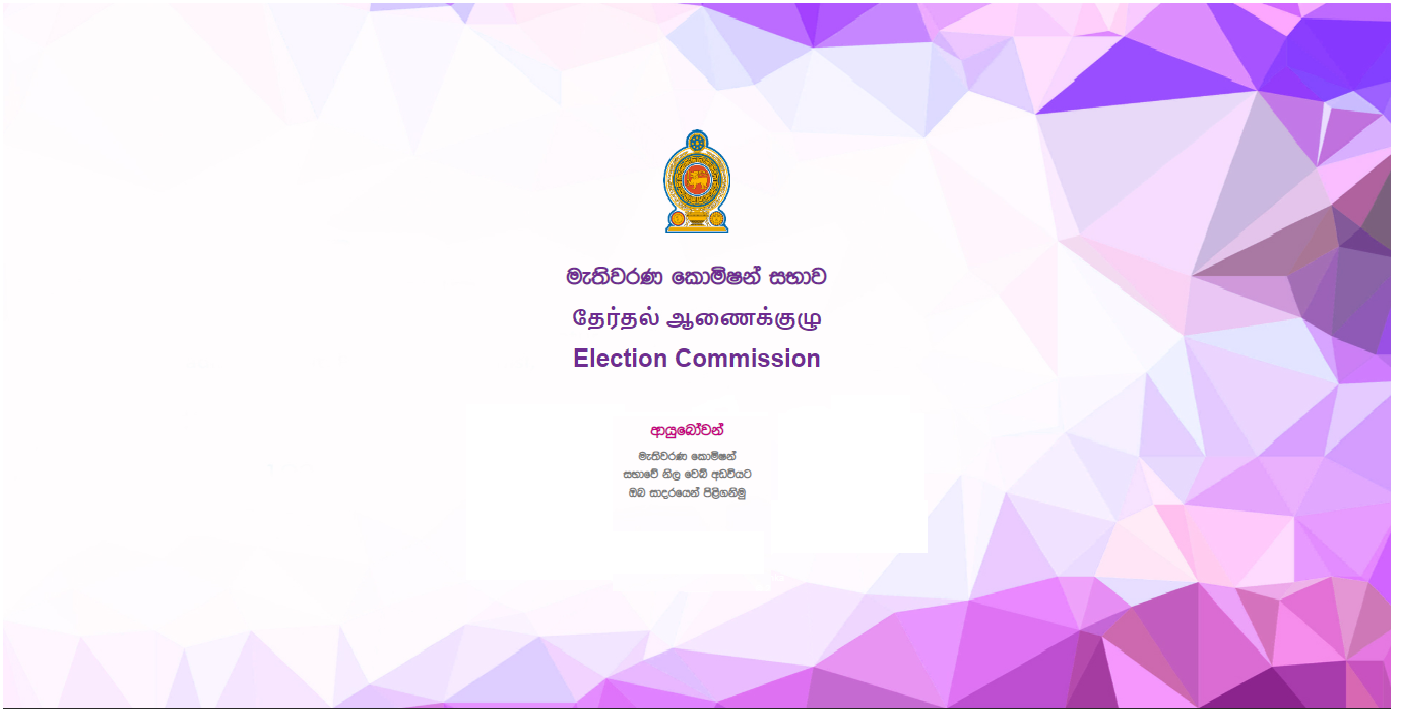 මැතිවරණ කොමිෂන් සභාව
தேர்தல் ஆணைக்குழு
Election Commission
ආයුබෝවන්
මැතිවරණ කොමිෂන්
සභාවේ නිල වෙබ් අඩවියට
ඔබ සාදරයෙන් පිළිගනිමු